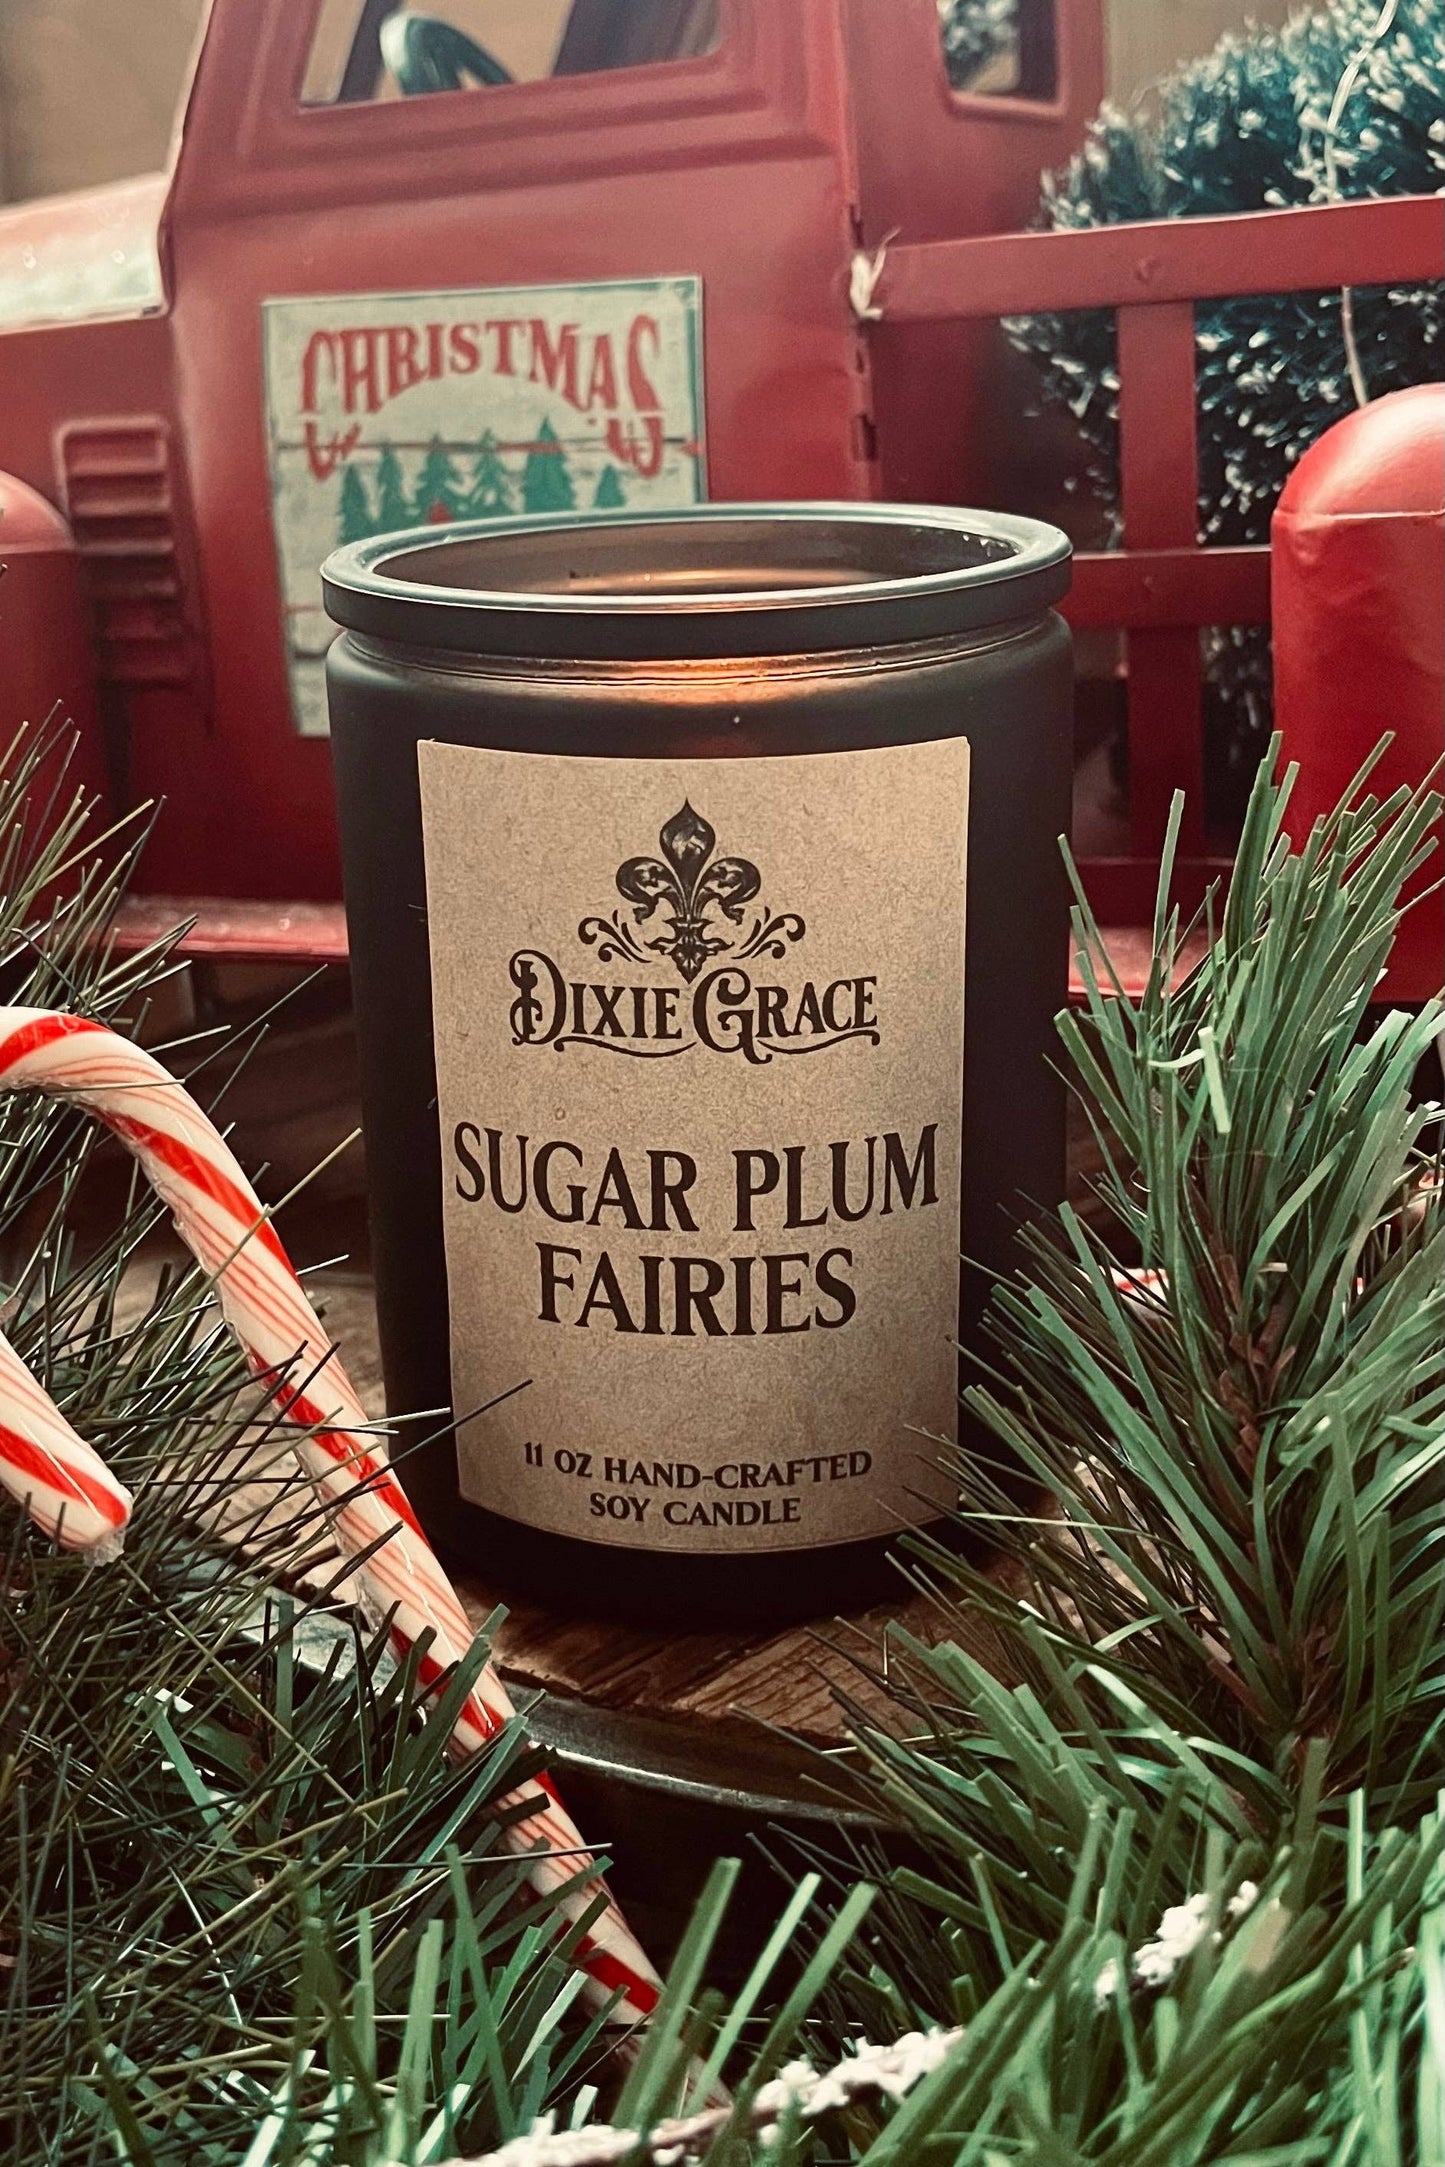 CHRISTMAS
DIXIE GRACE
SUGAR PLUM
FAIRIES
11 OZ HAND-CRAFTED
SOY CANDLE